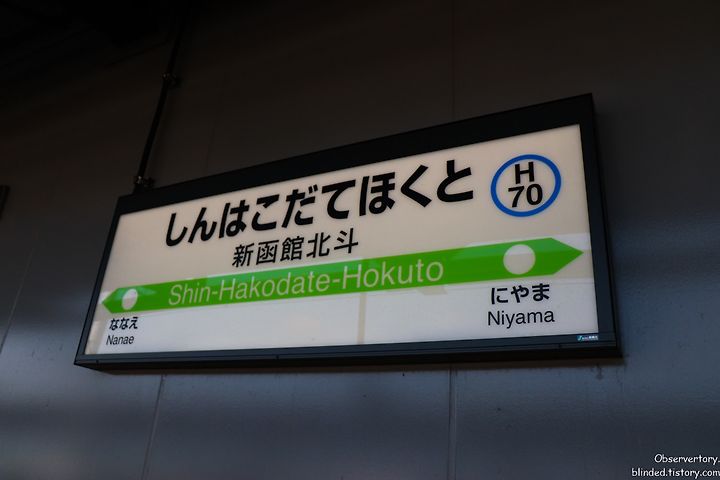 しんはこだてほくと
H
70
新函館北斗
Shin-Hakodate-Hokuto
ななえ
Nanae
にやま
Niyama
Observertory.
blinded.tistory.com